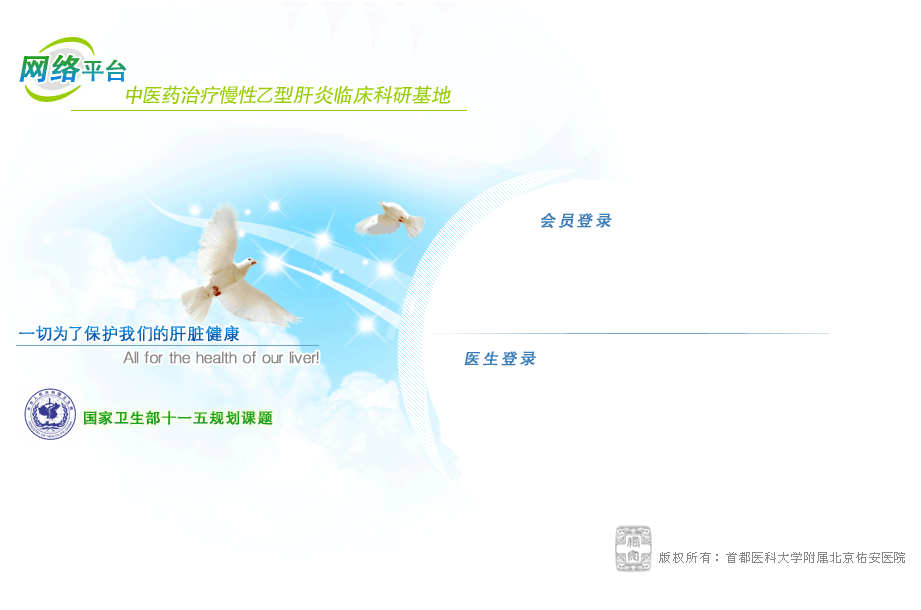 网络平台
中医药治疗慢性乙型肝炎临床科研基地
会员登录
一切为了保护我们的肝脏健康
All for the health of our liver!
医生登录
国家卫生部十一五规划课题
版权所有：首都医科大学附属北京佑安医院